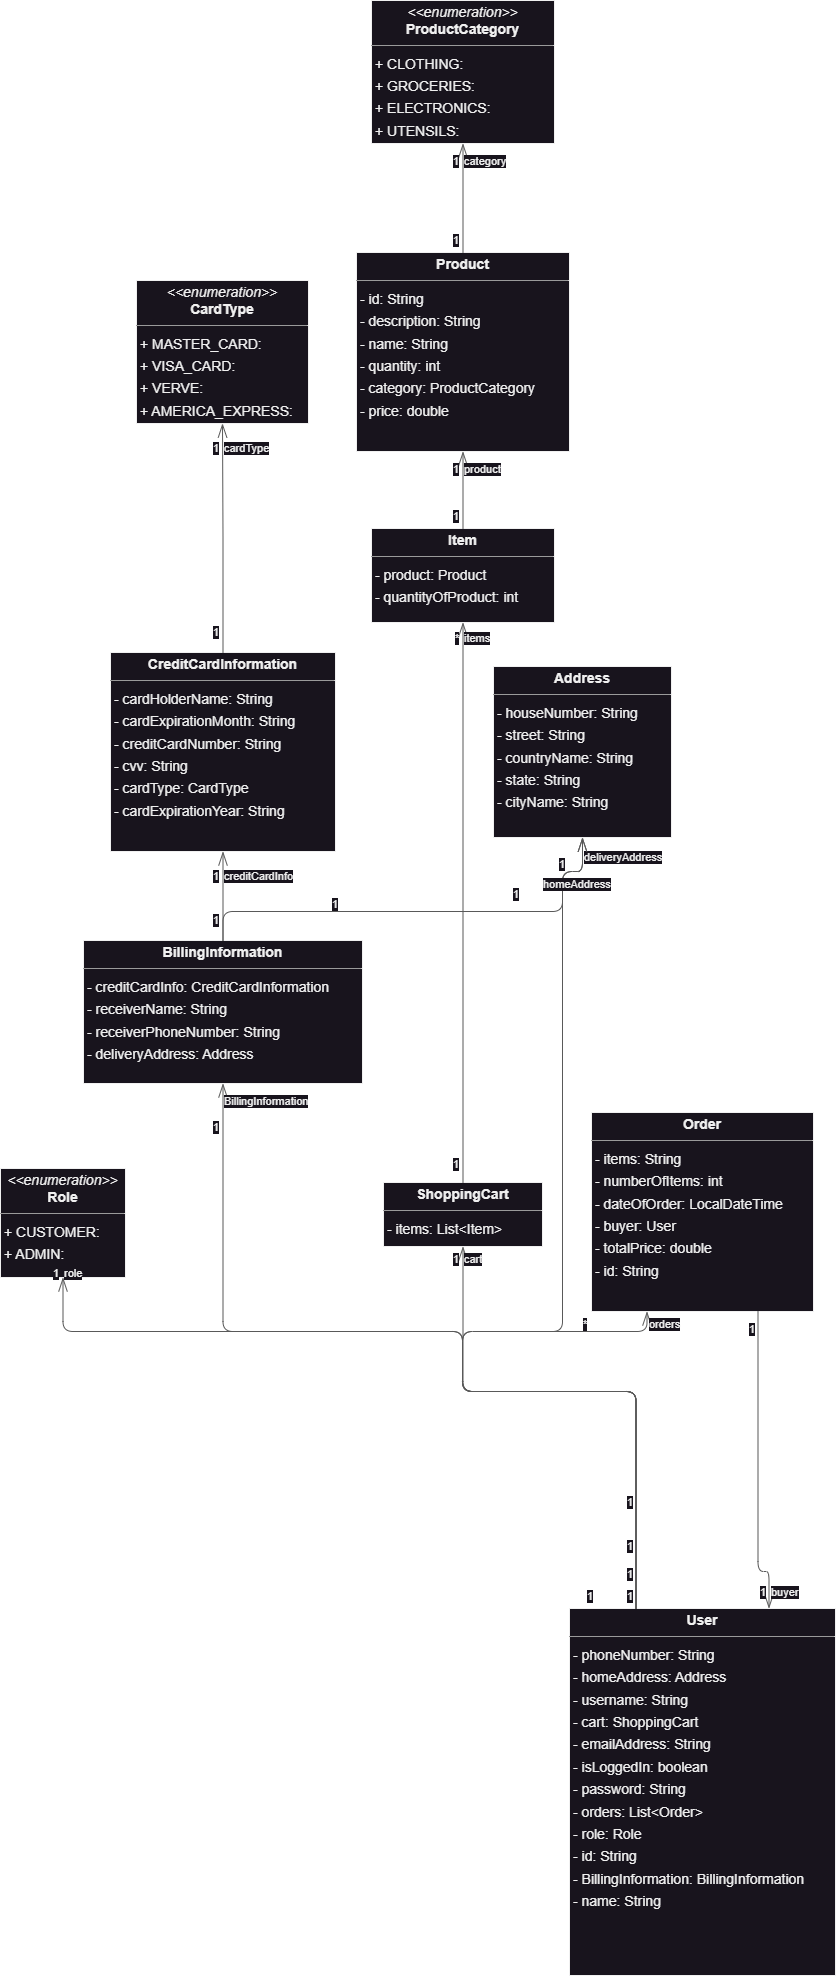 <<enumeration>>
ProductCategory
+ CLOTHING:
+ GROCERIES:
+ ELECTRONICS:
+ UTENSILS:
1 category
1
Product
- id: String
- description: String
- name: String
- quantity: int
- category: ProductCategory
- price: double
<<enumeration>>
CardType
+ MASTER_CARD:
+ VISA_CARD:
+ VERVE:
+ AMERICA_EXPRESS:
1 cardType
1
1 product
1
Item
- product: Product
- quantityOfProduct: int
* items
CreditCardInformation
- cardHolderName: String
- cardExpirationMonth: String
- creditCardNumber: String
- cvv: String
- cardType: CardType
- cardExpirationYear: String
Address
- houseNumber: String
- street: String
- countryName: String
- state: String
- cityName: String
1 deliveryAddress
1 homeAddress
1 creditCardInfo
1
1
BillingInformation
- creditCardInfo: CreditCardInformation
- receiverName: String
- receiverPhoneNumber: String
- deliveryAddress: Address
BillingInformation
1
<<enumeration>>
Role
+ CUSTOMER:
+ ADMIN:
1 role
1
ShoppingCart
- items: List<Item>
1 cart
Order
- items: String
- numberOfItems: int
- dateOfOrder: LocalDateTime
- buyer: User
- totalPrice: double
- id: String
* orders
1
1
1
1
1 1
1 buyer
User
- phoneNumber: String
- homeAddress: Address
- username: String
- cart: ShoppingCart
- emailAddress: String
- isLoggedIn: boolean
- password: String
- orders: List<Order>
- role: Role
- id: String
- BillingInformation: BillingInformation
- name: String